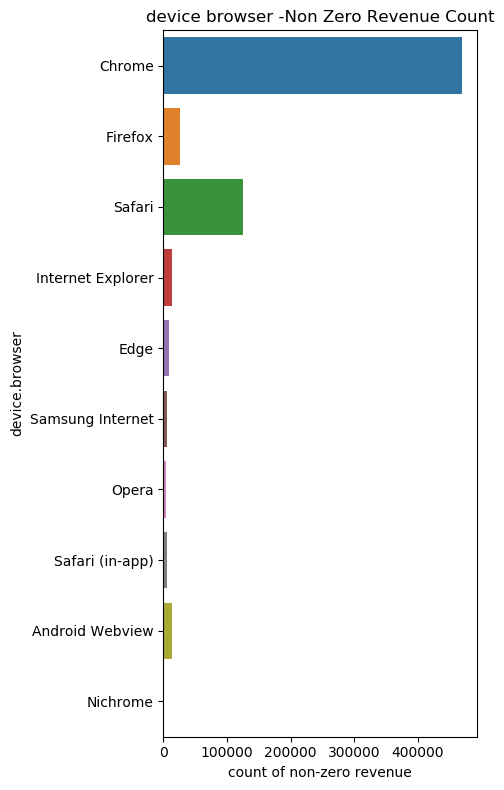 device browser -Non Zero Revenue Count
Chrome
Firefox
Safari
Internet Explorer
Edge
Samsung Internet
Opera
Safari (in-app)
Android Webview
Nichrome
device.browser
0 100000 200000 300000 400000
count of non-zero revenue